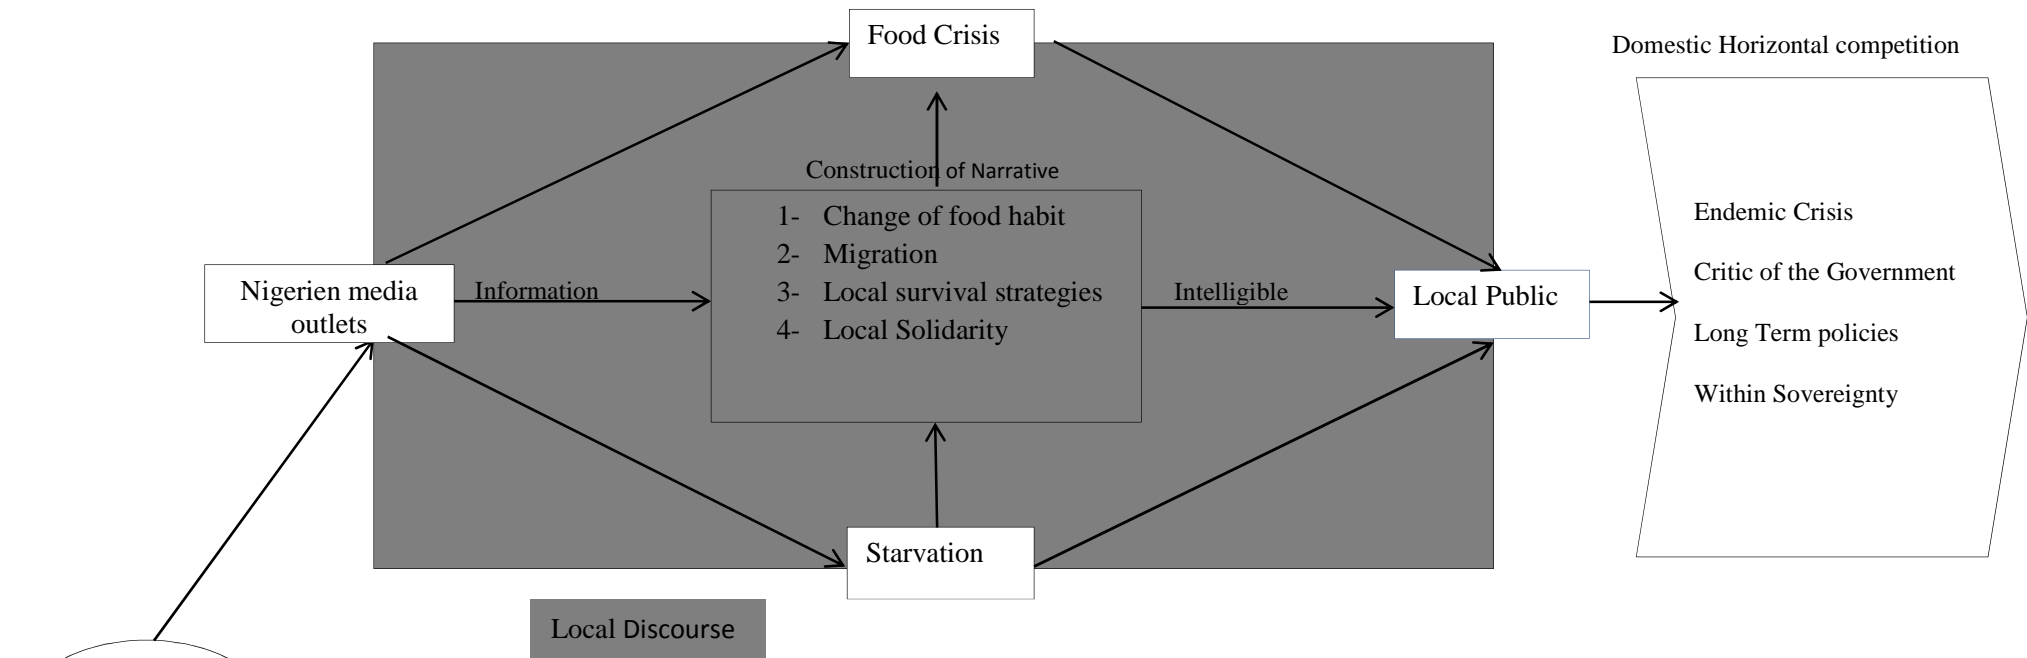 Food Crisis
Domestic Horizontal competition
Construction of Narrative
1- Change of food habit
2- Migration
3- Local survival strategies
4- Local Solidarity
Nigerien media
outlets
Information
Intelligible
Local Public
Endemic Crisis
Critic of the Government
Long Term policies
Within Sovereignty
Starvation
Local Discourse